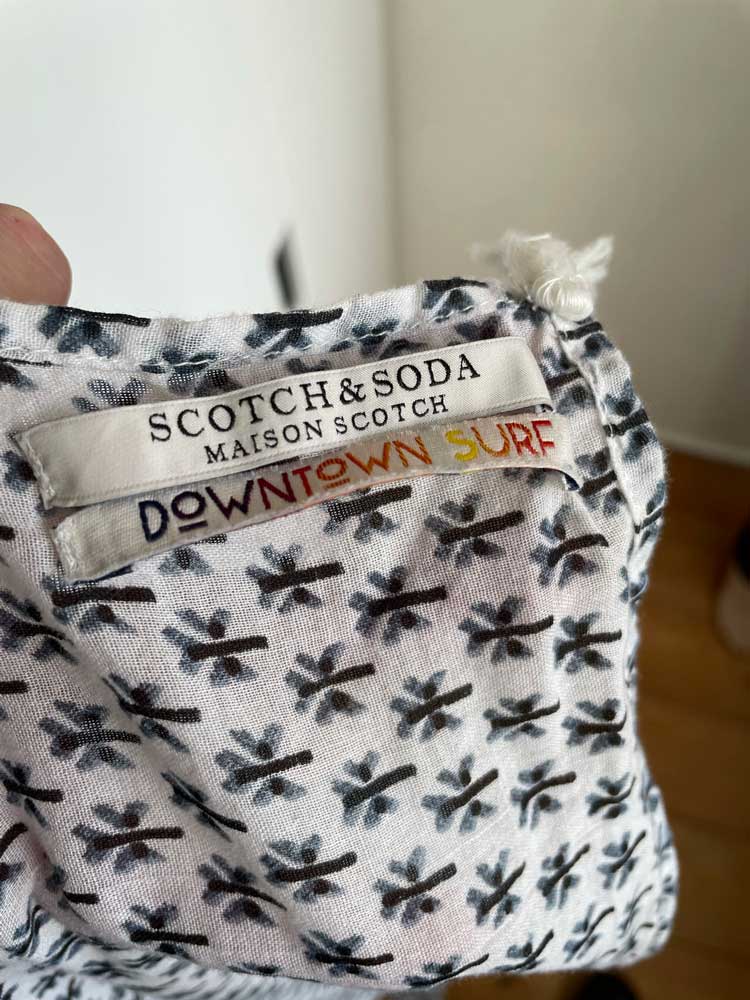 SCOTCH & SODA
MAISON SCOTCH
DOWNTOWN SURF